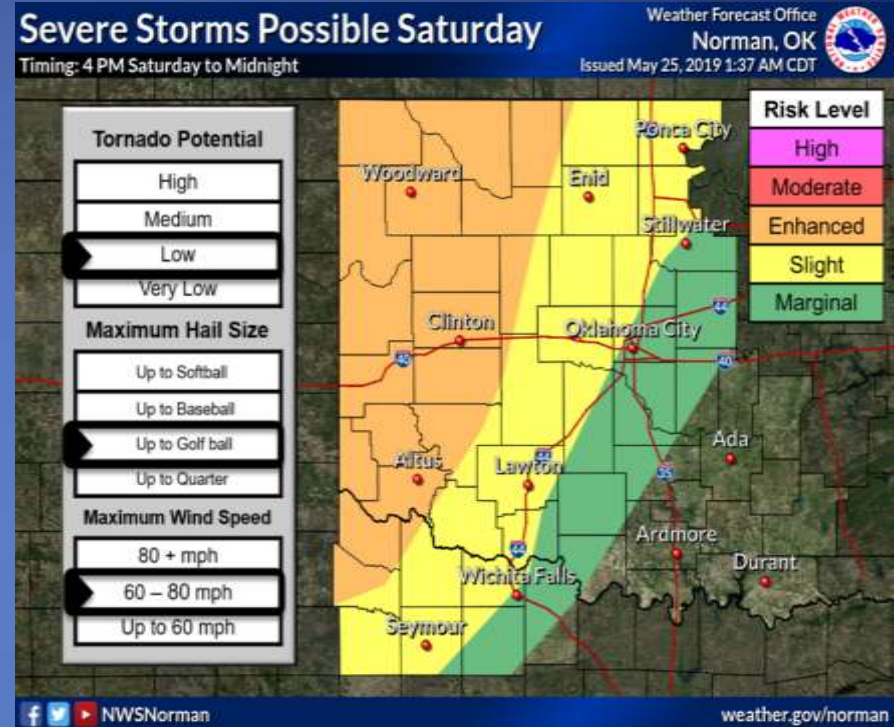 Severe Storms Possible Saturday
Timing: 4 PM Saturday to Midnight
Weather Forecast Office
Norman, OK
Issued May 25, 2019 1:37 AM CDT
Tornado Potential
High
Medium
Low
Very Low
Maximum Hail Size
Up to Softball
Up to Baseball
Up to Golf ball
Up to Quarter
Maximum Wind Speed
80 + mph
60 – 80 mph
Up to 60 mph
Risk Level
High
Moderate
Enhanced
Slight
Marginal
Ponca City
Woodward
Enid
Stillwater
44
Clinton
Oklahoma City
40
40
Ada
Altus
Lawton
44
35
Ardmore
44
Durant
Wichita Falls
Seymour
NWSNorman
weather.gov/norman